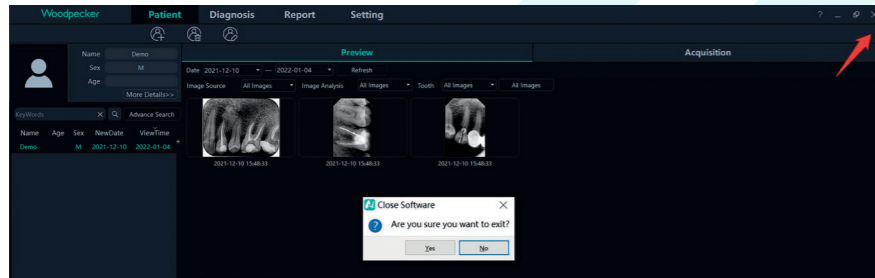 Woodpecker Patient Diagnosis Report Setting ? _ X
Name Demo
Sex M
Age
More Details>>
KeyWords X Advance Search
Name Age Sex NewDate ViewTime
Demo M 2021-12-10 2022-01-04
Preview Acquisition
Date 2021-12-10 — 2022-01-04 Refresh
Image Source All Images Image Analysis All Images Tooth All Images All Images
2021-12-10 15:48:33 2021-12-10 15:48:33 2021-12-10 15:48:33
Close Software X
? Are you sure you want to exit?
Yes No